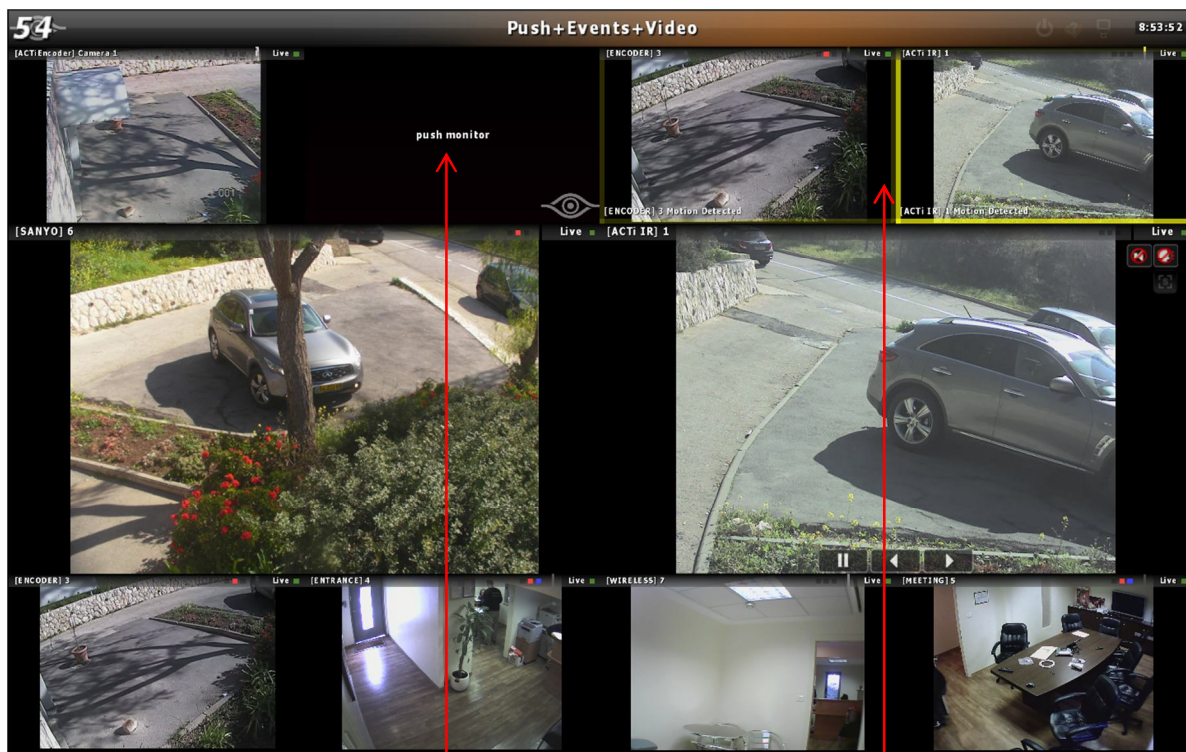 54
Push+Events+Video
8:53:52
[ACTiEncoder] Camera 1
Live
[ENCODER] 3
Live
[ACTi IR] 1
Live
push monitor
[ENCODER] 3 Motion Detected
[ACTi IR] 1 Motion Detected
[SANYO] 6
Live
[ACTi IR] 1
Live
[ENCODER] 3
Live
[ENTRANCE] 4
Live
[WIRELESS] 7
Live
[MEETING] 5
Live